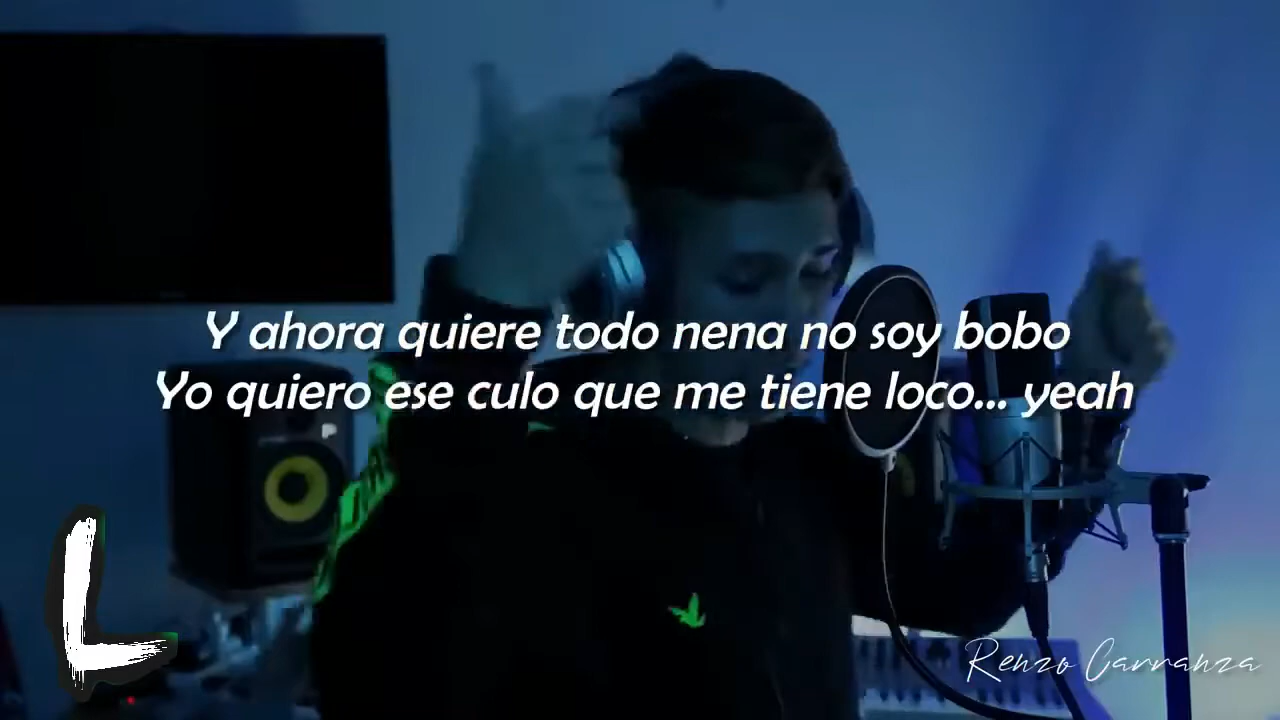 Y ahora quiere todo nena no soy bobo
Yo quiero ese culo que me tiene loco... yeah
L
Renzo Carranza